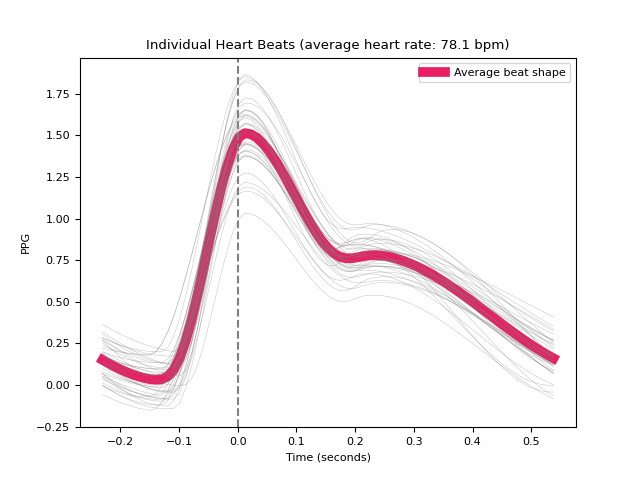 Individual Heart Beats (average heart rate: 78.1 bpm)
Average beat shape
1.75
1.50
1.25
1.00
0.75
0.50
0.25
0.00
−0.25
PPG
−0.2 −0.1 0.0 0.1 0.2 0.3 0.4 0.5
Time (seconds)